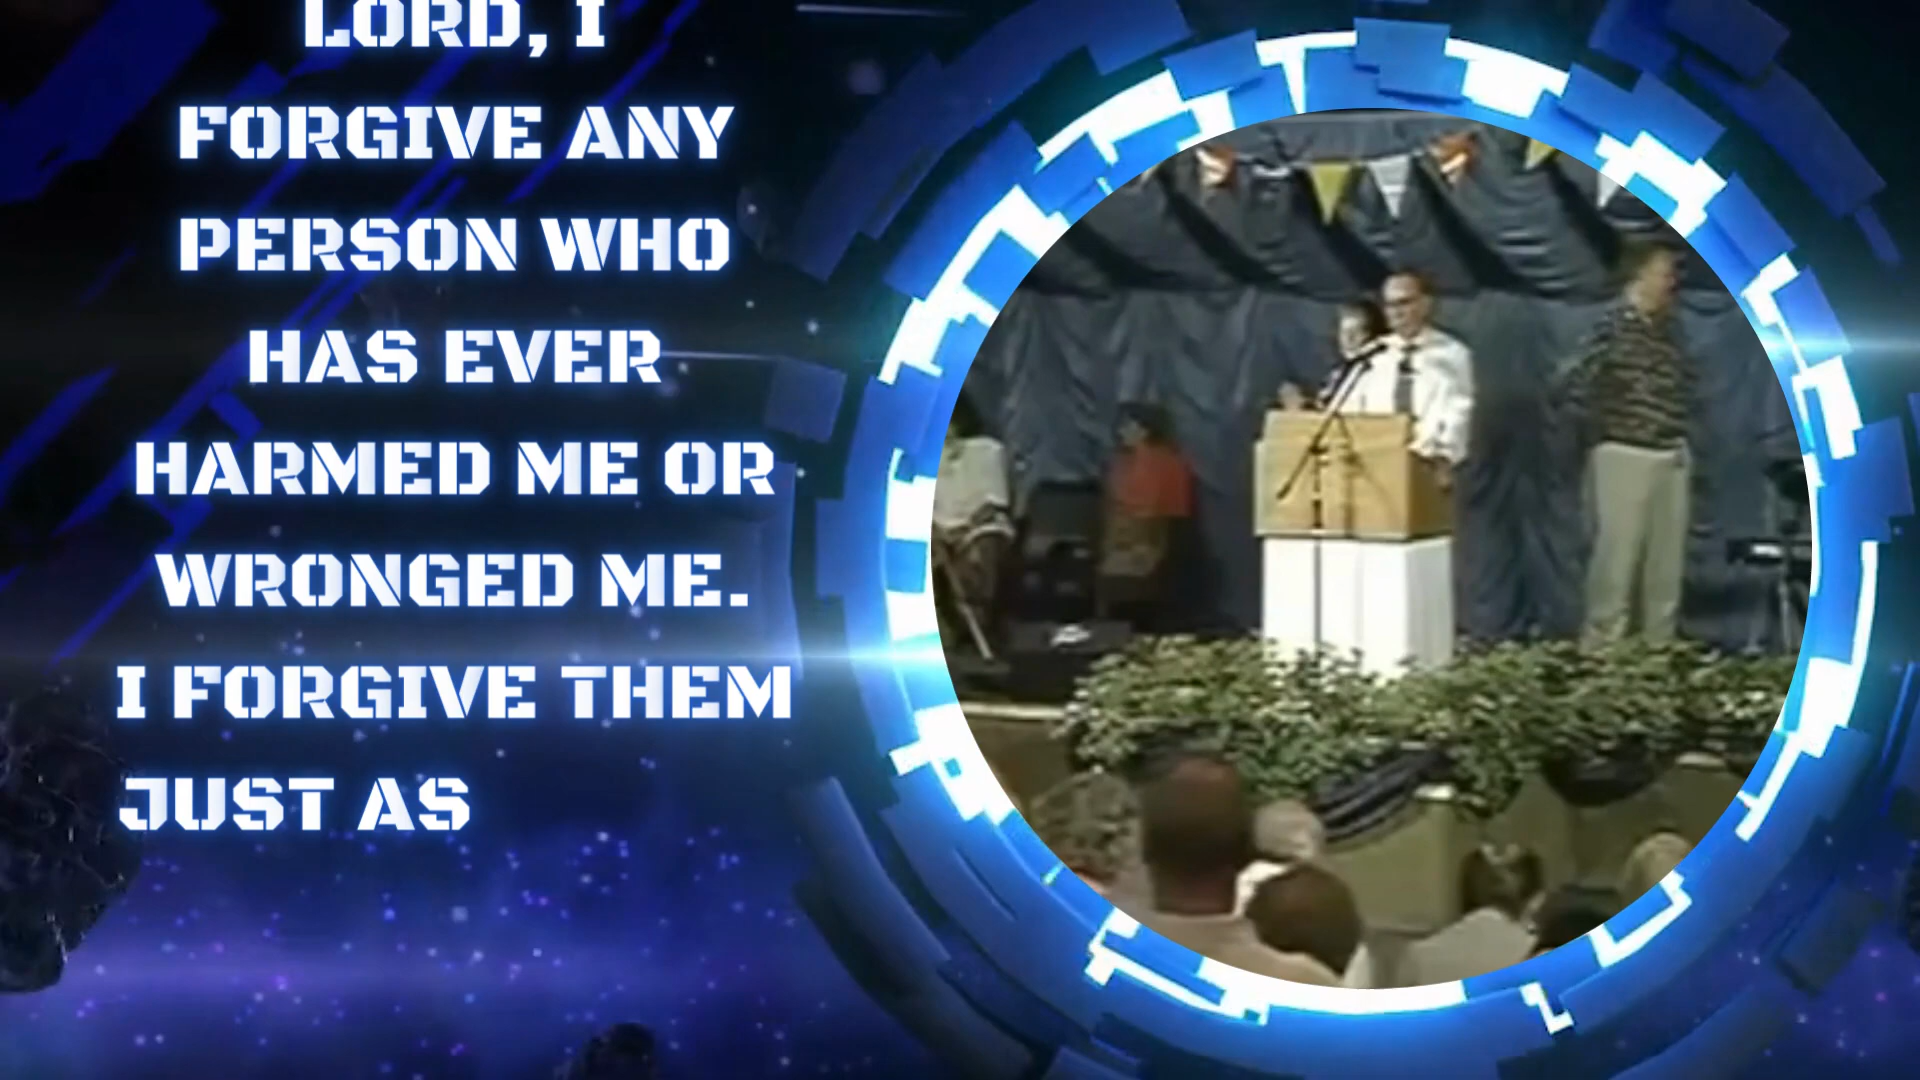 LORD, I
FORGIVE ANY
PERSON WHO
HAS EVER
HARMED ME OR
WRONGED ME.
I FORGIVE THEM
JUST AS